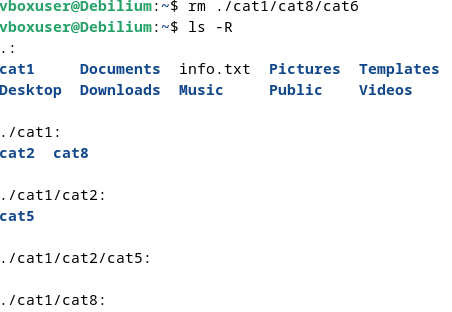 vboxuser@Debilium:~$ rm ./cat1/cat8/cat6
vboxuser@Debilium:~$ ls -R
.:
cat1     Documents  info.txt  Pictures  Templates
Desktop  Downloads  Music     Public    Videos

./cat1:
cat2  cat8

./cat1/cat2:
cat5

./cat1/cat2/cat5:

./cat1/cat8: